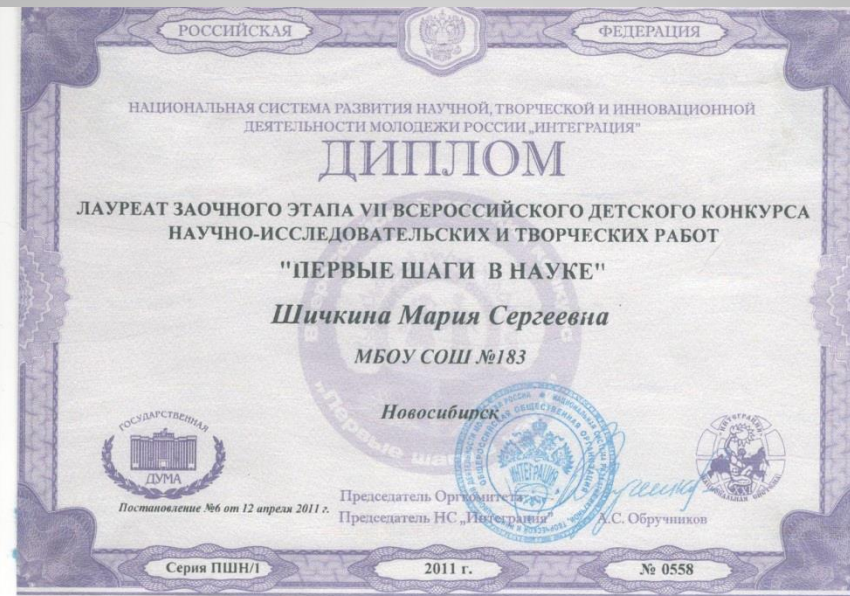 РОССИЙСКАЯ ФЕДЕРАЦИЯ
НАЦИОНАЛЬНАЯ СИСТЕМА РАЗВИТИЯ НАУЧНОЙ, ТВОРЧЕСКОЙ И ИННОВАЦИОННОЙ
ДЕЯТЕЛЬНОСТИ МОЛОДЕЖИ РОССИИ „ИНТЕГРАЦИЯ"
ДИПЛОМ
ЛАУРЕАТ ЗАОЧНОГО ЭТАПА VII ВСЕРОССИЙСКОГО ДЕТСКОГО КОНКУРСА
НАУЧНО-ИССЛЕДОВАТЕЛЬСКИХ И ТВОРЧЕСКИХ РАБОТ
"ПЕРВЫЕ ШАГИ В НАУКЕ"
Шичкина Мария Сергеевна
МБОУ СОШ №183
Новосибирск
ГОСУДАРСТВЕННАЯ
ДУМА
Постановление №6 от 12 апреля 2011 г.
ИНТЕГРАЦИЯ
Председатель Оргкомитета
Председатель НС „Интеграция" А.С. Обручников
Серия ПШН/1 2011 г. № 0558